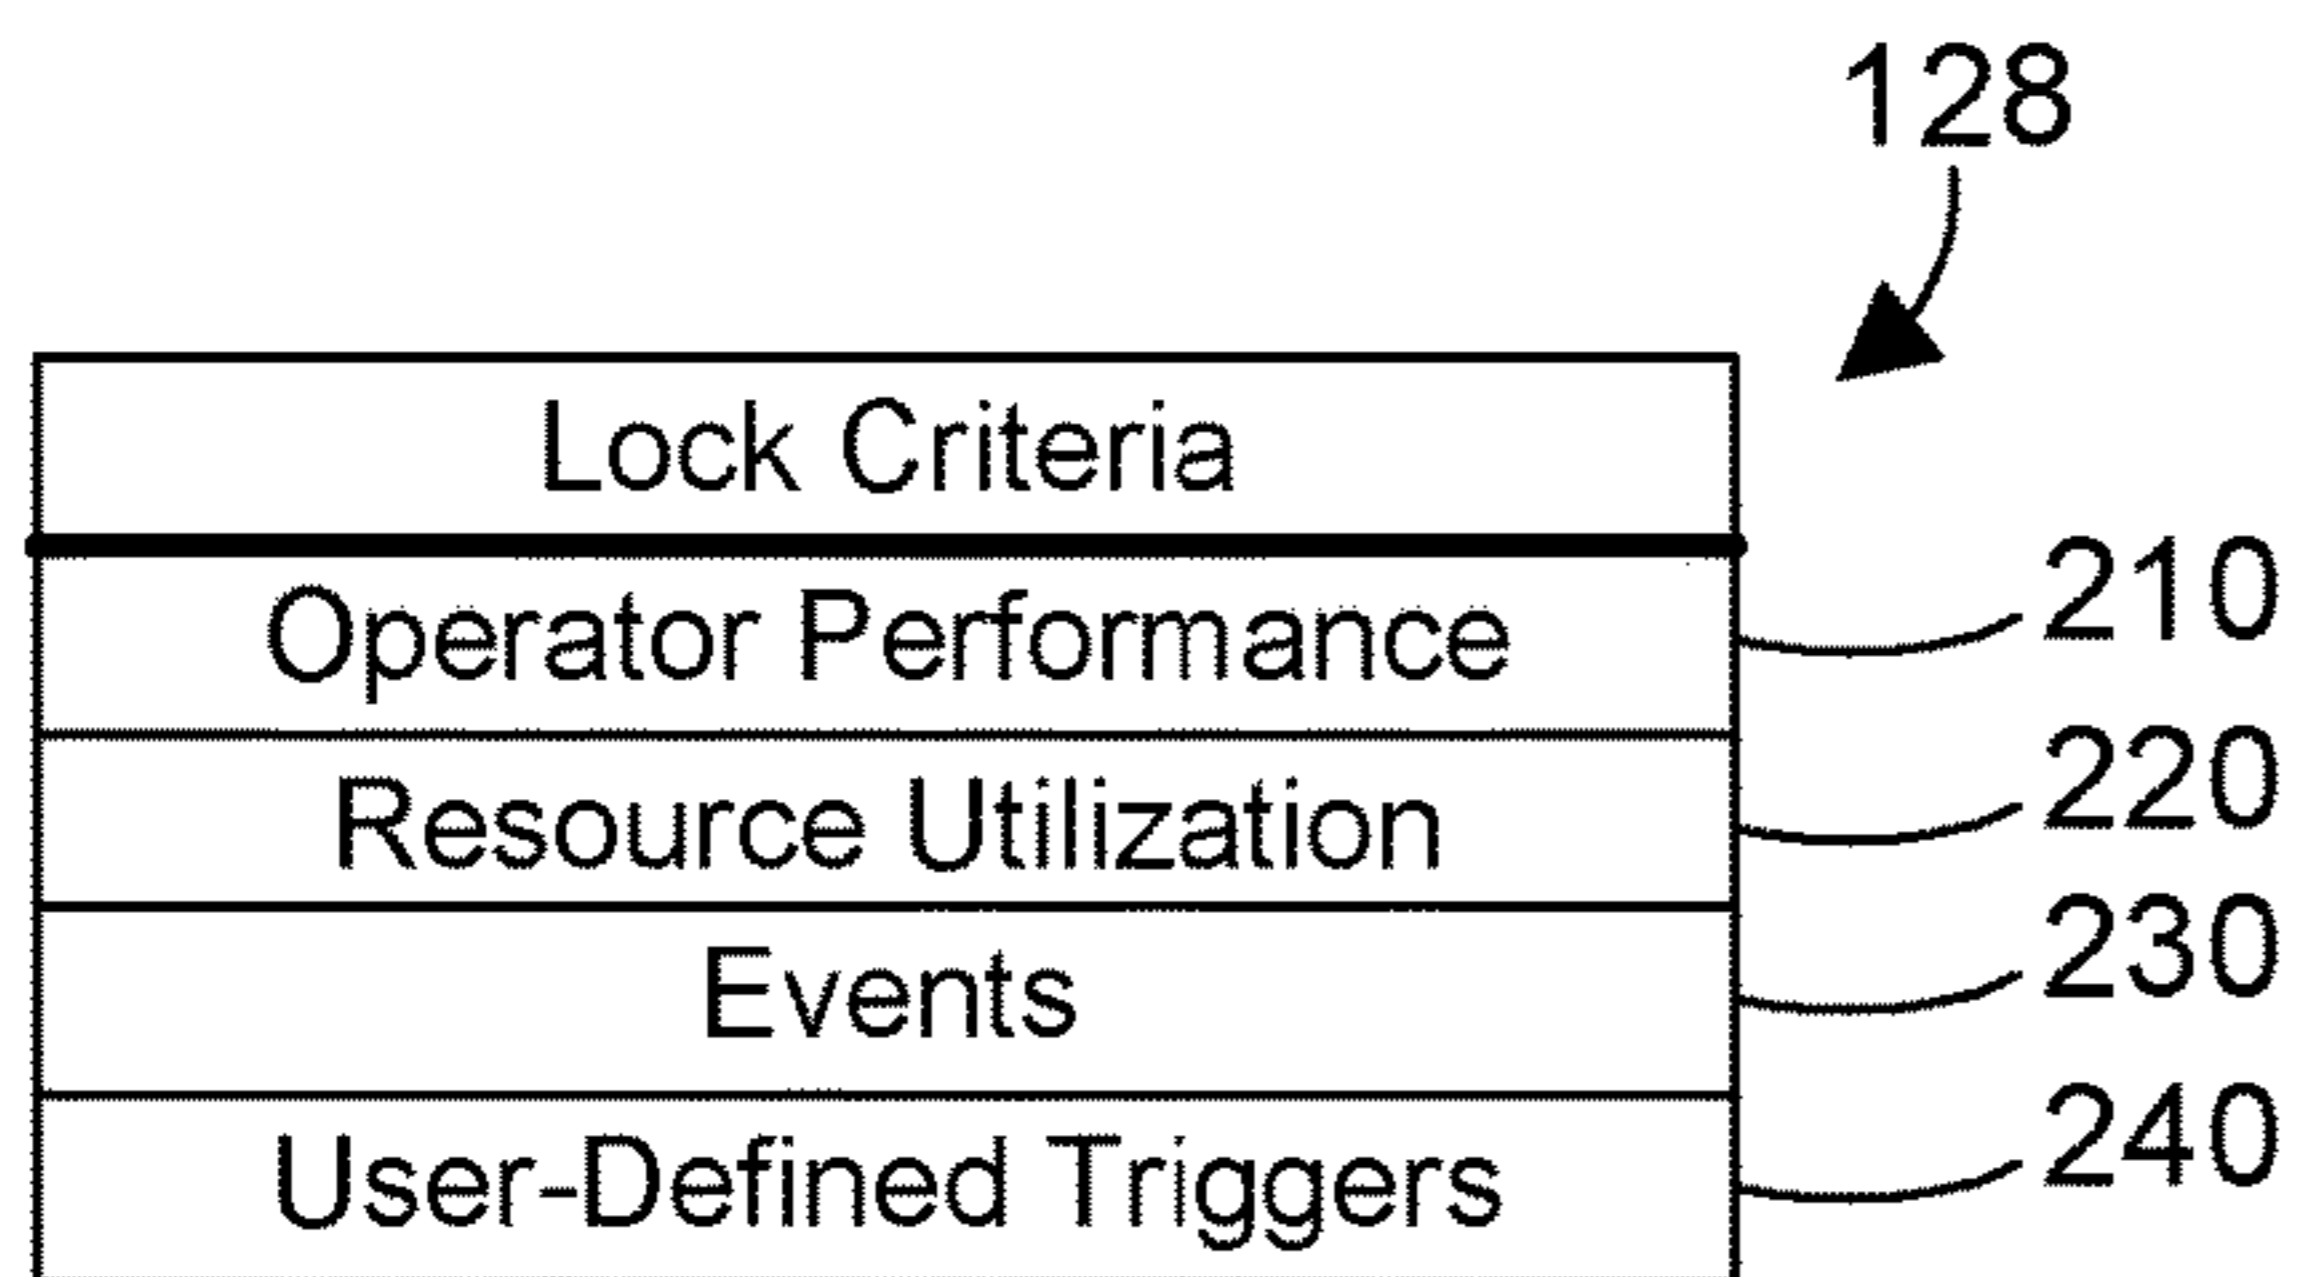 128
Lock Criteria
Operator Performance 210
Resource Utilization 220
Events 230
User-Defined Triggers 240